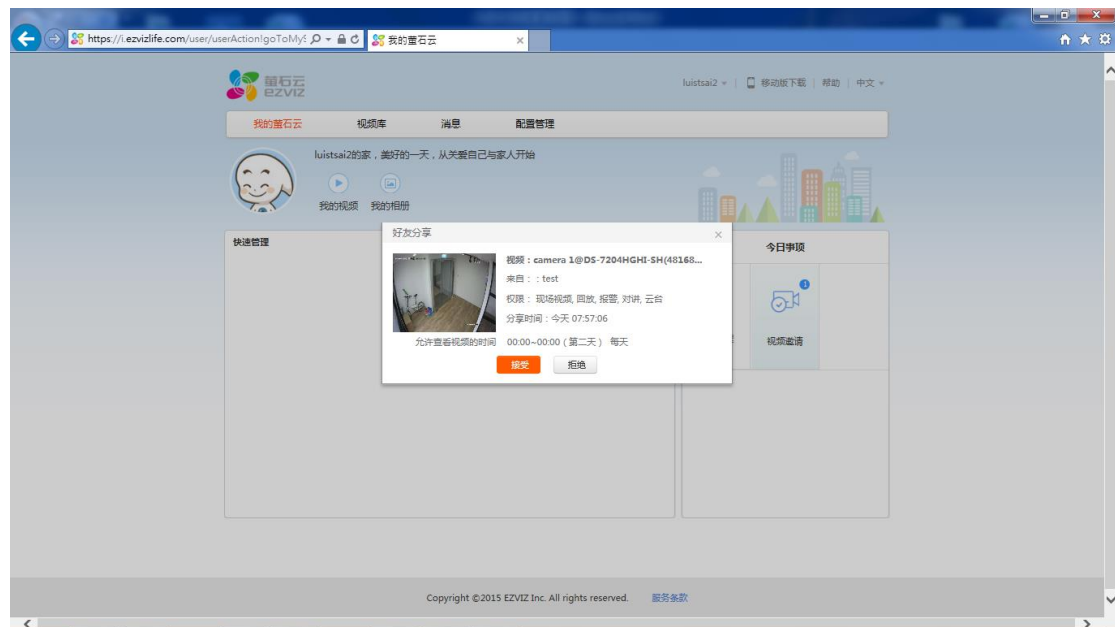 https://i.ezvizlife.com/user/userAction!goToMyS
我的萤石云
萤石云
ezviz
luistsai2
移动版下载
帮助
中文
我的萤石云 视频库 消息 配置管理
luistsai2的家，美好的一天，从关爱自己与家人开始
我的视频 我的相册
快速管理
今日事项
1
视频邀请
好友分享
视频：camera 1@DS-7204HGHI-SH(48168...
来自：：test
权限： 现场视频, 回放, 报警, 对讲, 云台
分享时间：今天 07:57:06
允许查看视频的时间 00:00~00:00（第二天） 每天
接受 拒绝
Copyright ©2015 EZVIZ Inc. All rights reserved. 服务条款